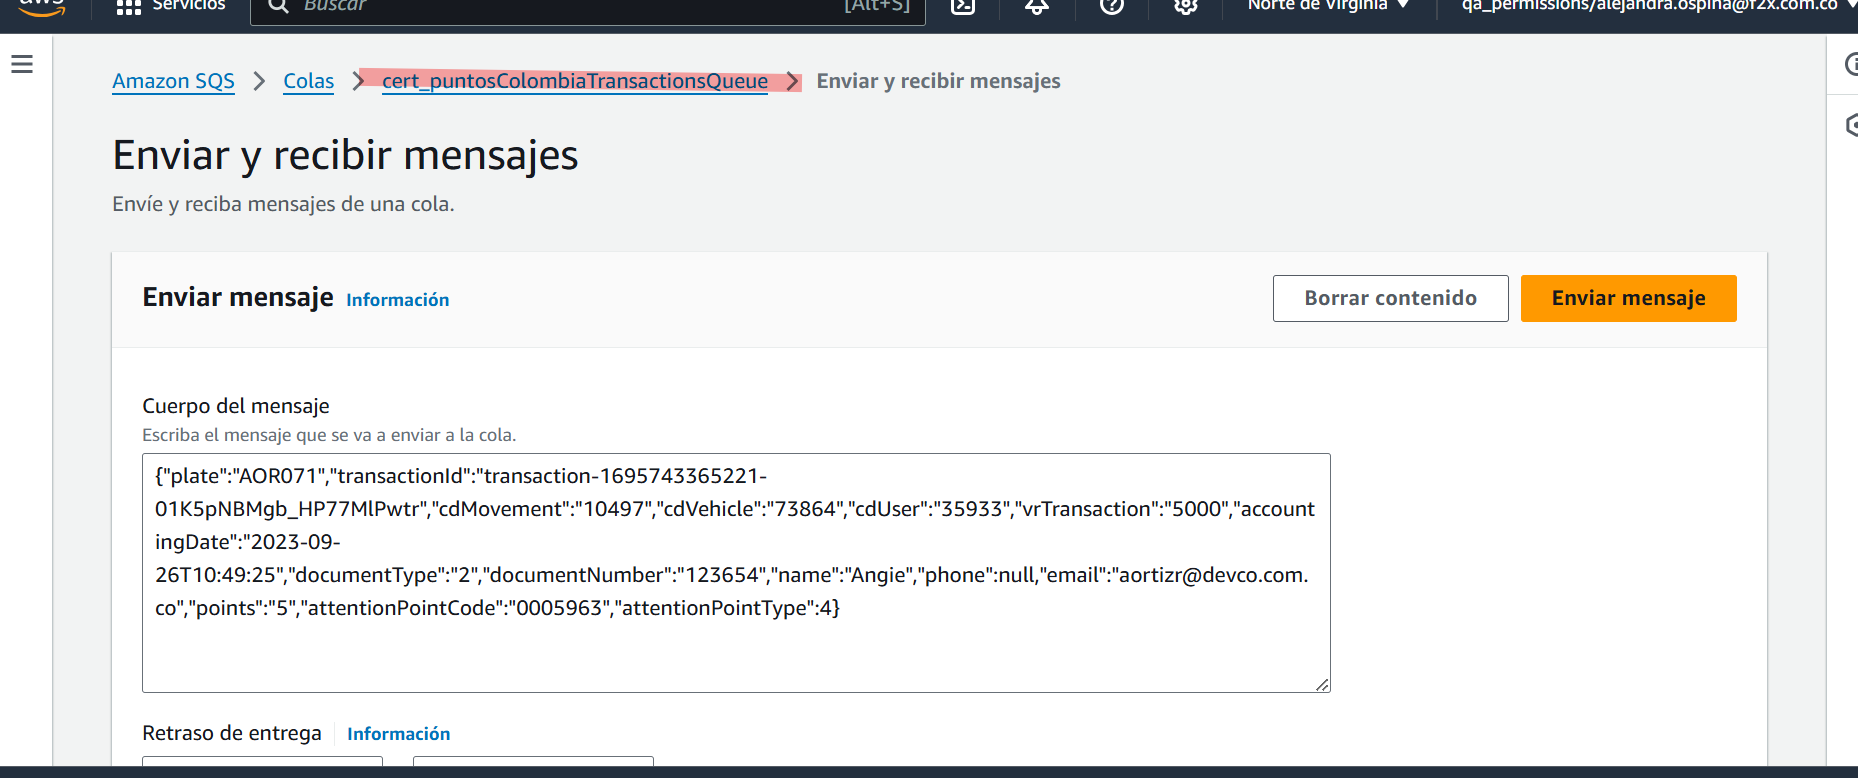 aws
Servicios
Buscar
[Alt+S]
Norte de Virginia
qa_permissions/alejandra.ospina@f2x.com.co
Amazon SQS > Colas > cert_puntosColombiaTransactionsQueue > Enviar y recibir mensajes
Enviar y recibir mensajes
Envíe y reciba mensajes de una cola.
Enviar mensaje Información
Borrar contenido
Enviar mensaje
Cuerpo del mensaje
Escriba el mensaje que se va a enviar a la cola.
{"plate":"AOR071","transactionId":"transaction-1695743365221-
01K5pNBMgb_HP77MlPwtr","cdMovement":"10497","cdVehicle":"73864","cdUser":"35933","vrTransaction":"5000","account
ingDate":"2023-09-
26T10:49:25","documentType":"2","documentNumber":"123654","name":"Angie","phone":null,"email":"aortizr@devco.com.
co","points":"5","attentionPointCode":"0005963","attentionPointType":4}
Retraso de entrega Información